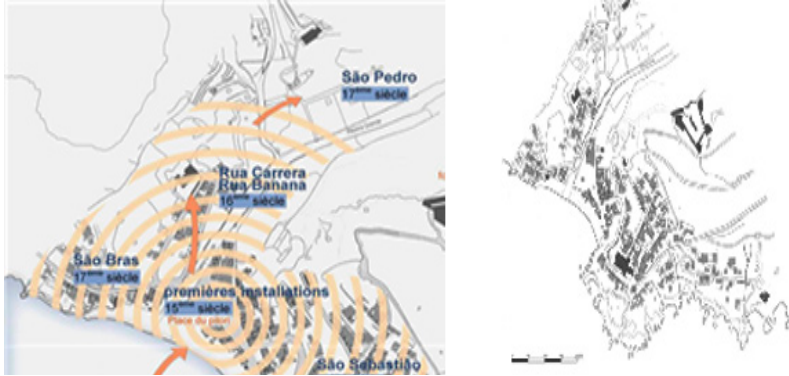 São Pedro
17ème siècle
Rua Carrera
Rua Banana
16ème siècle
São Bras
17ème siècle
premières installations
15ème siècle
Place du pilori
São Sebastião